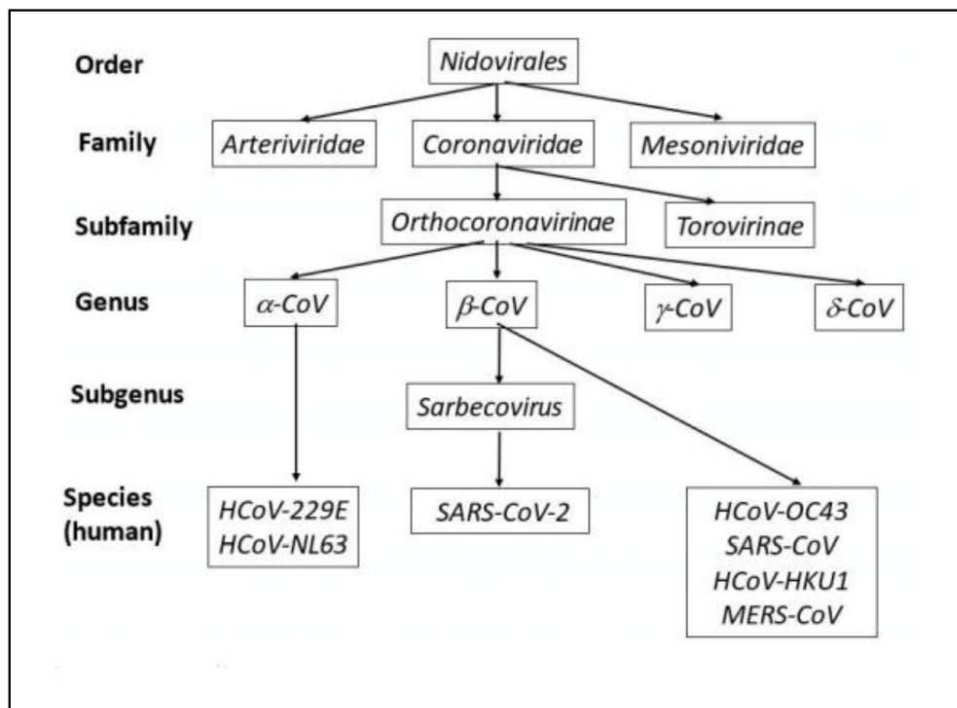 Order
Nidovirales
Family
Arteriviridae
Coronaviridae
Mesoniviridae
Subfamily
Orthocoronavirinae
Torovirinae
Genus
α-CoV
β-CoV
γ-CoV
δ-CoV
Subgenus
Sarbecovirus
Species
(human)
HCoV-229E
HCoV-NL63
SARS-CoV-2
HCoV-OC43
SARS-CoV
HCoV-HKU1
MERS-CoV